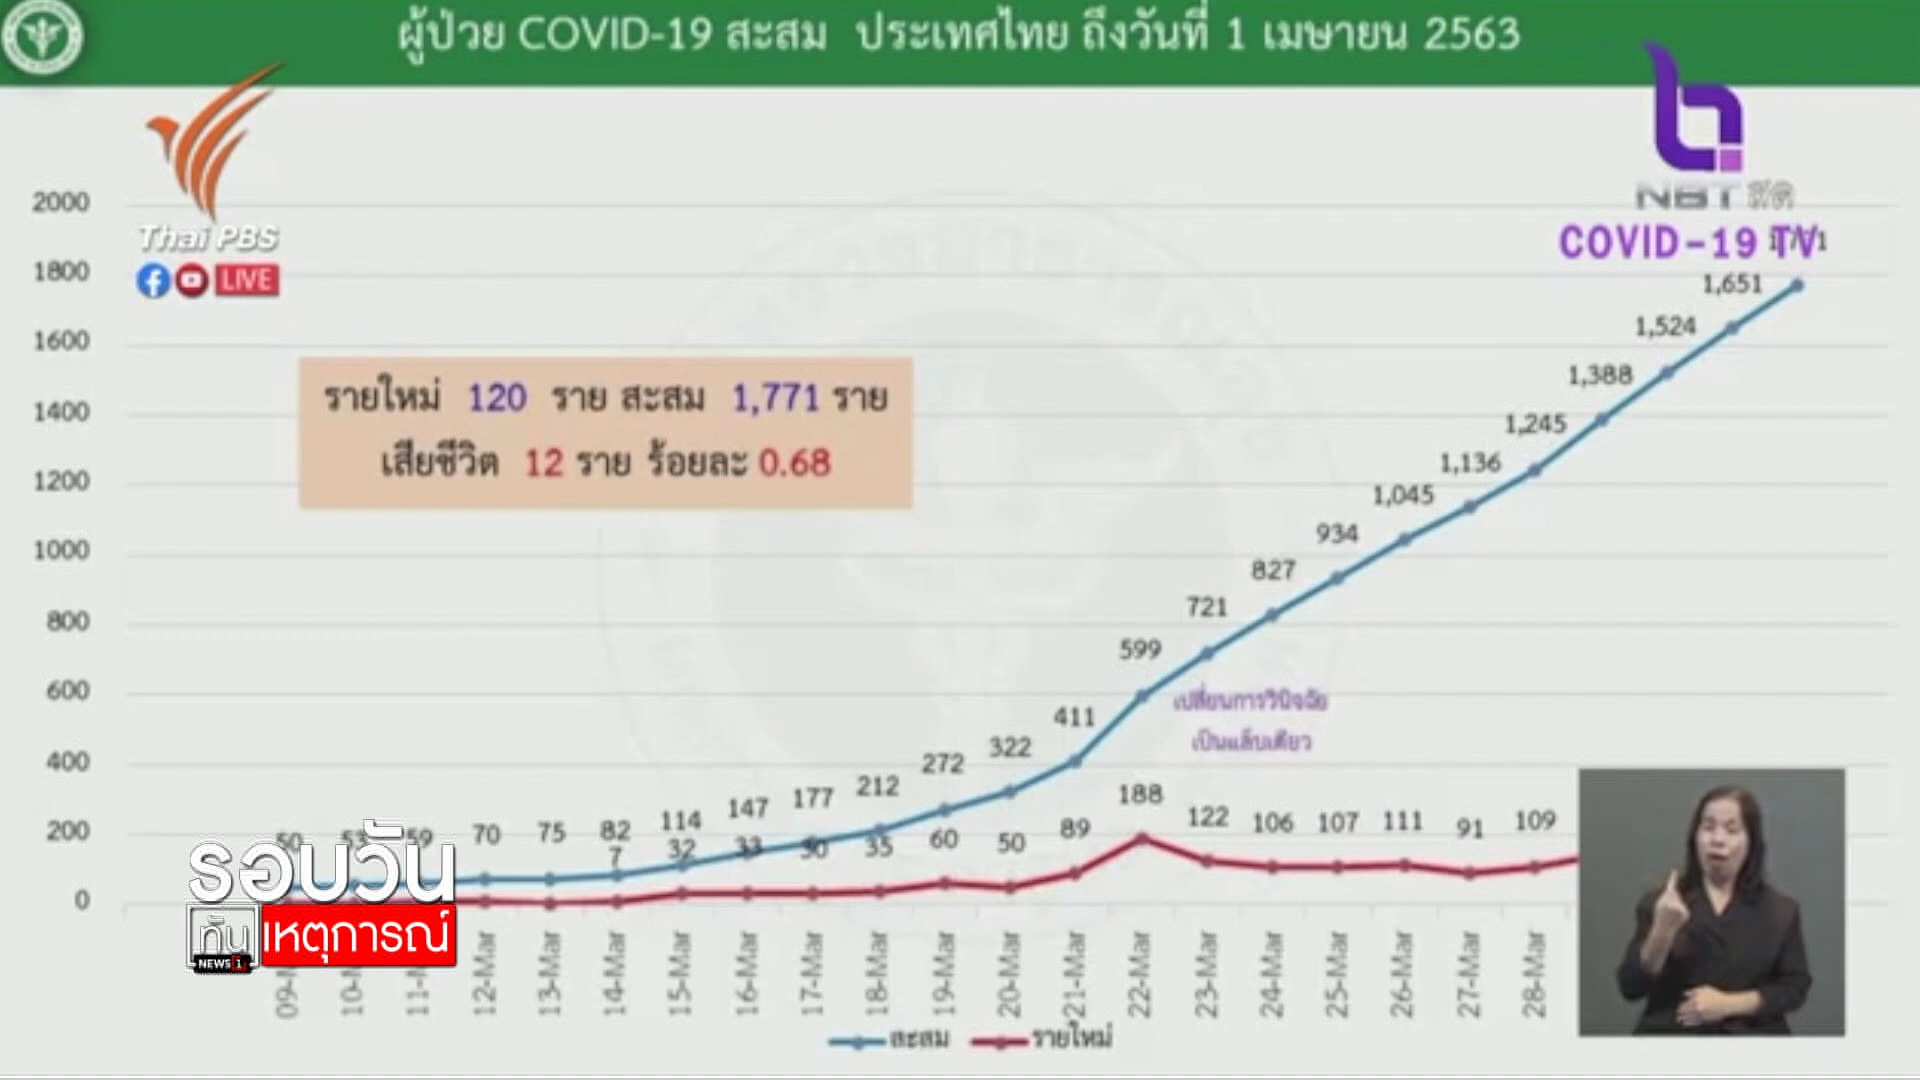 ผู้ป่วย COVID-19 สะสม ประเทศไทย ถึงวันที่ 1 เมษายน 2563
Thai PBS
LIVE
NBT สด
COVID-19 TV
รายใหม่ 120 ราย สะสม 1,771 ราย
เสียชีวิต 12 ราย ร้อยละ 0.68
2000
1800
1600
1400
1200
1000
800
600
400
200
0
50 53 59 70 75 82 114 147 177 212 272 322 411 599 721 827 934 1,045 1,136 1,245 1,388 1,524 1,651
เปลี่ยนการวินิจฉัย
เป็นแล็บเดียว
7 32 33 30 35 60 50 89 188 122 106 107 111 91 109
รอบวัน
ทันเหตุการณ์
NEWS 1
12-Mar 13-Mar 14-Mar 15-Mar 16-Mar 17-Mar 18-Mar 19-Mar 20-Mar 21-Mar 22-Mar 23-Mar 24-Mar 25-Mar 26-Mar 27-Mar 28-Mar
สะสม รายใหม่